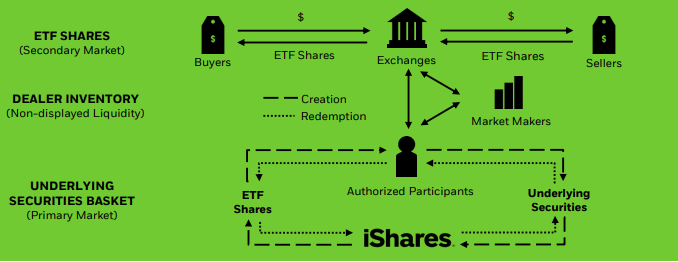 $
$
ETF SHARES
(Secondary Market)
$
$
Buyers
ETF Shares
Exchanges
ETF Shares
Sellers
DEALER INVENTORY
(Non-displayed Liquidity)
Creation
Redemption
Market Makers
UNDERLYING
SECURITIES BASKET
(Primary Market)
Authorized Participants
ETF
Shares
Underlying
Securities
iShares.